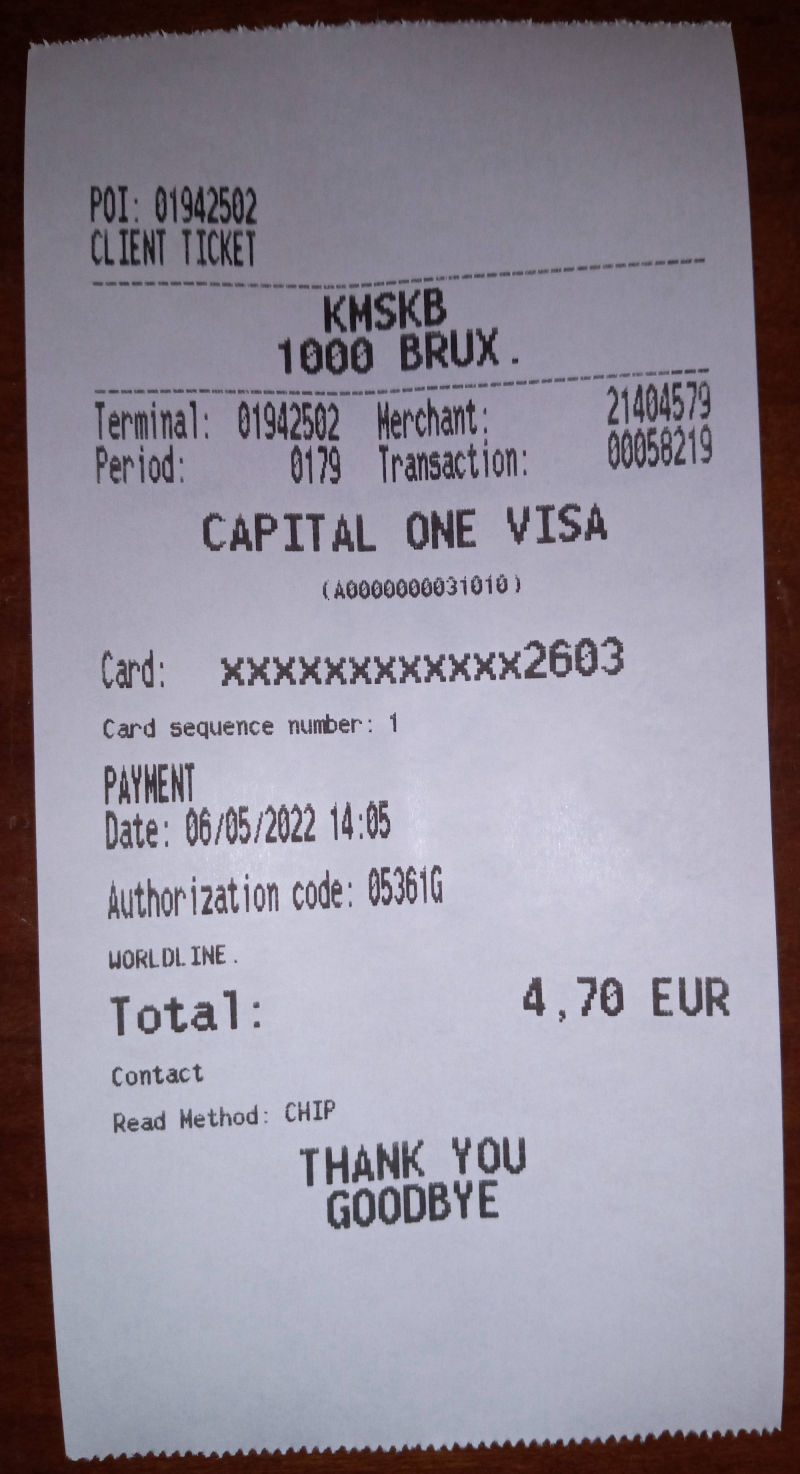 POI: 01942502
CLIENT TICKET
KMSKB
1000 BRUX.
Terminal: 01942502 Merchant: 21404579
Period: 0179 Transaction: 00058219
CAPITAL ONE VISA
(A0000000031010)
Card: xxxxxxxxxxxx2603
Card sequence number: 1
PAYMENT
Date: 06/05/2022 14:05
Authorization code: 05361G
WORLDLINE.
Total: 4,70 EUR
Contact
Read Method: CHIP
THANK YOU
GOODBYE